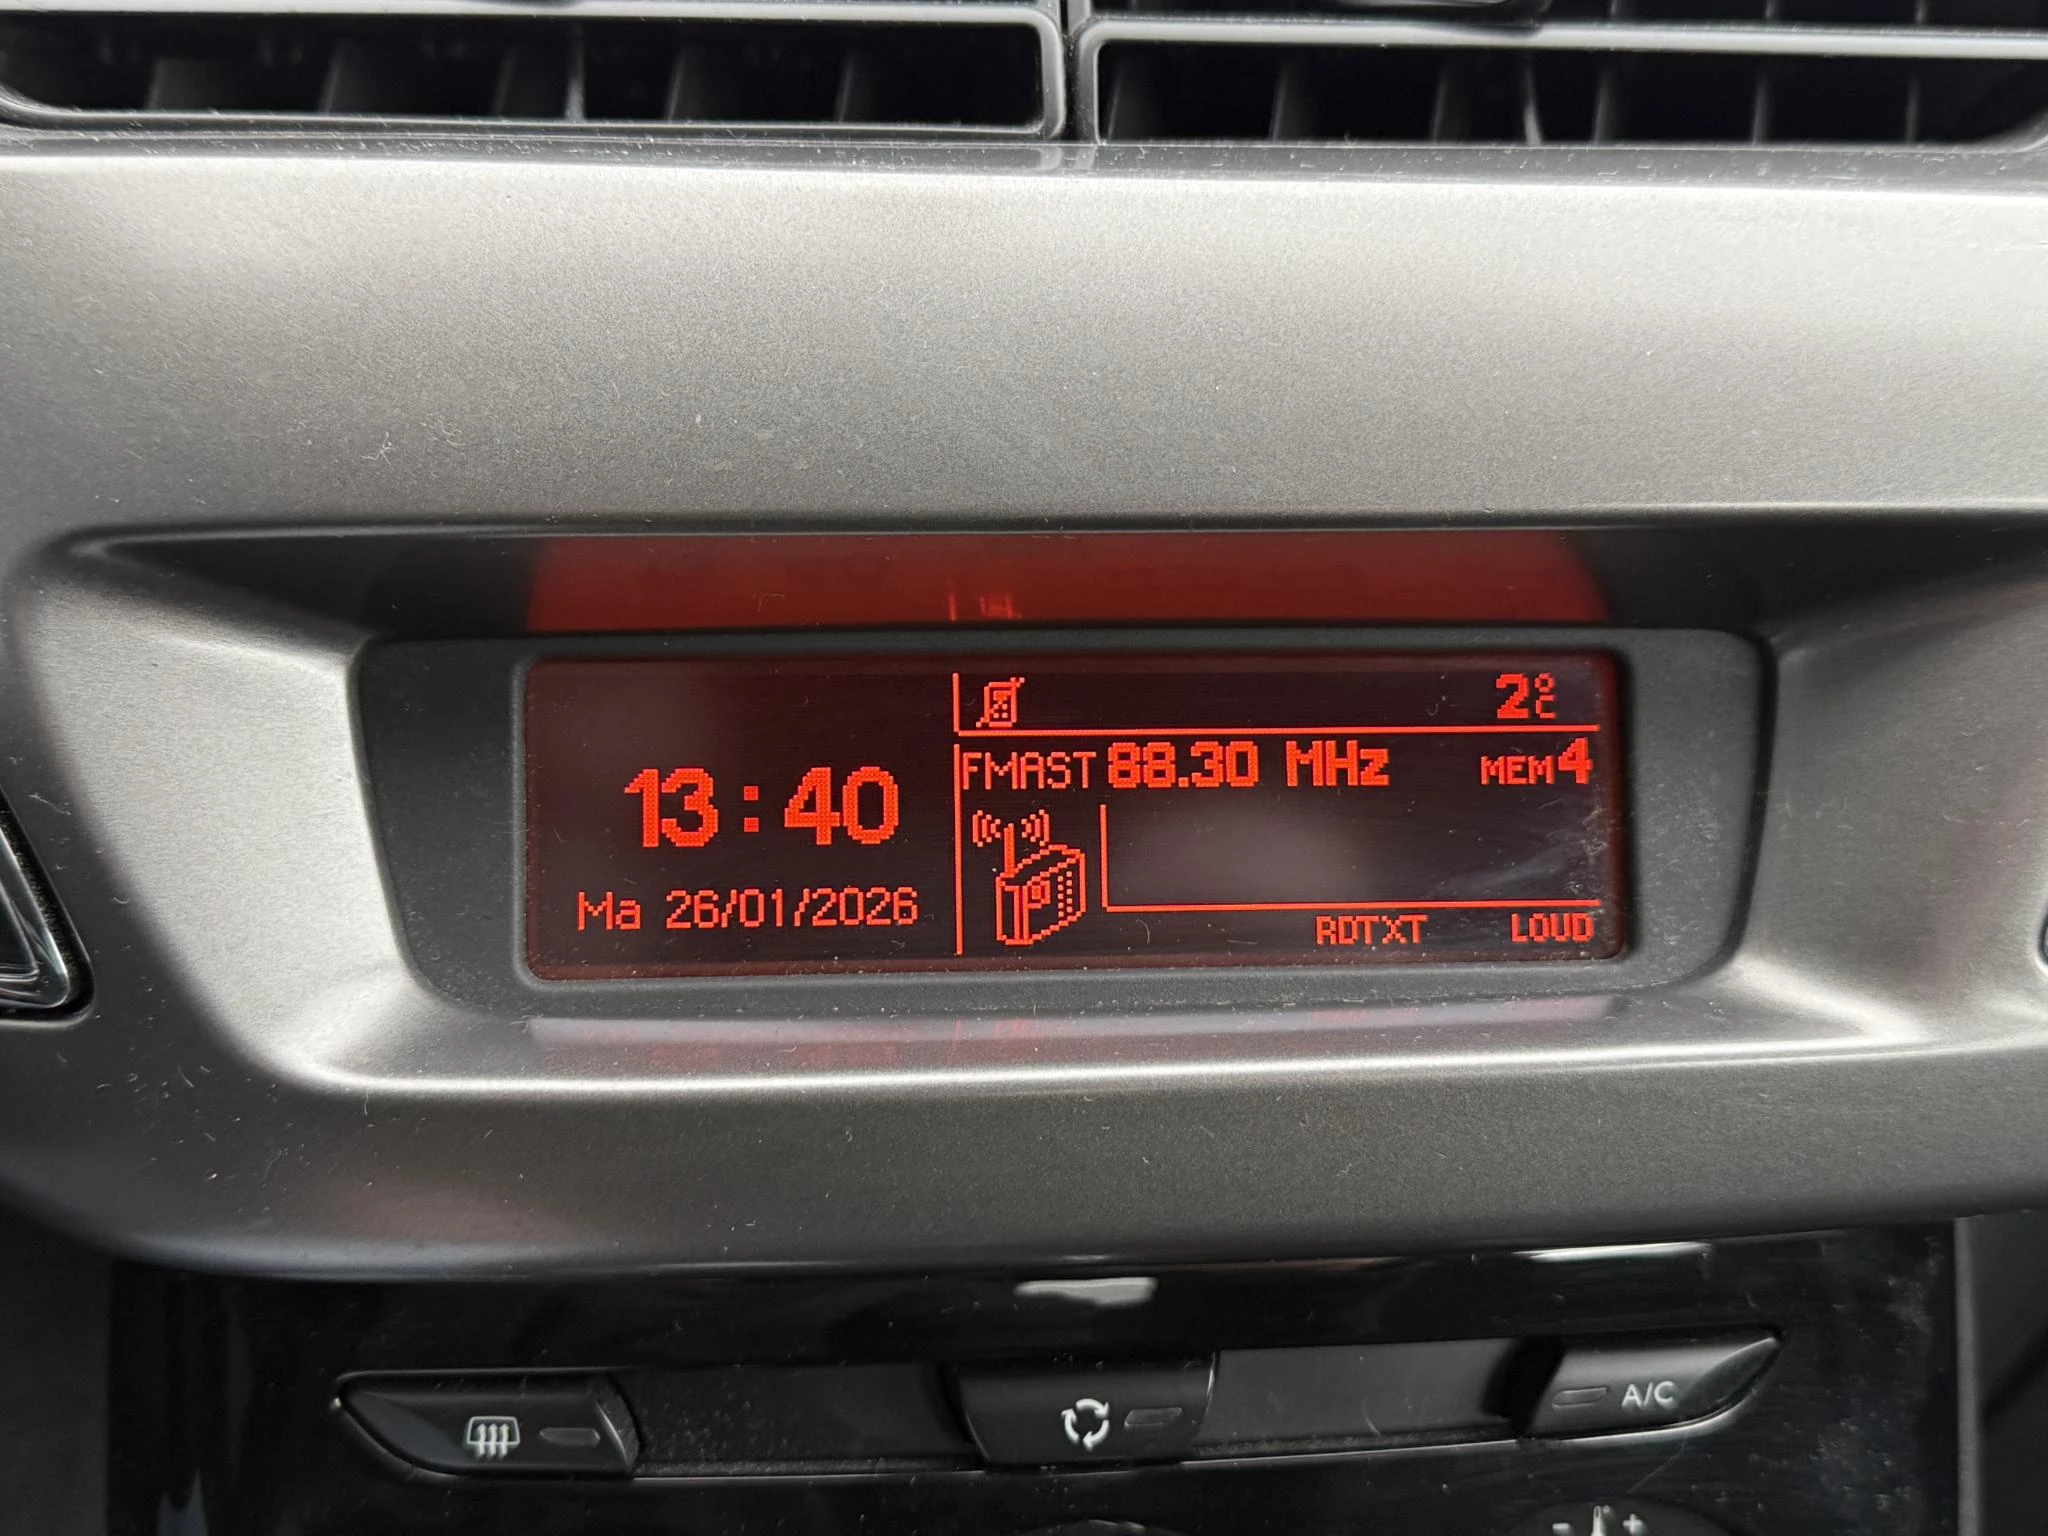 2°C
FMAST 88.30 MHz MEM4
13:40
Ma 26/01/2026
RDTXT LOUD
A/C
- +